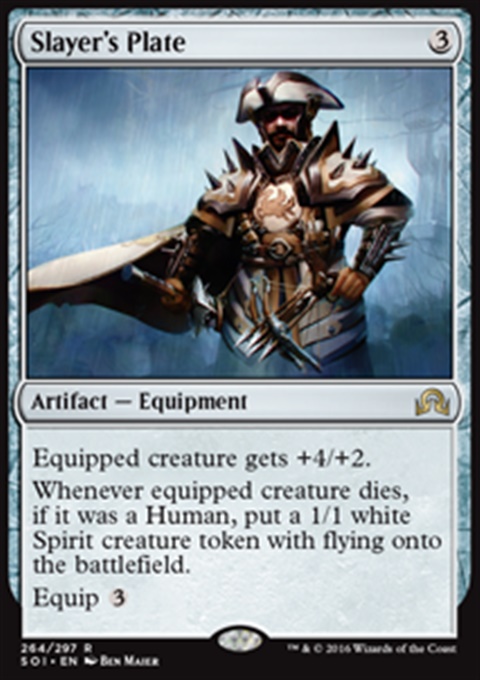 Slayer's Plate 3
Artifact — Equipment
Equipped creature gets +4/+2.
Whenever equipped creature dies,
if it was a Human, put a 1/1 white
Spirit creature token with flying onto
the battlefield.
Equip 3
264/297 R
SOI • EN Ben Maier
™ & © 2016 Wizards of the Coast